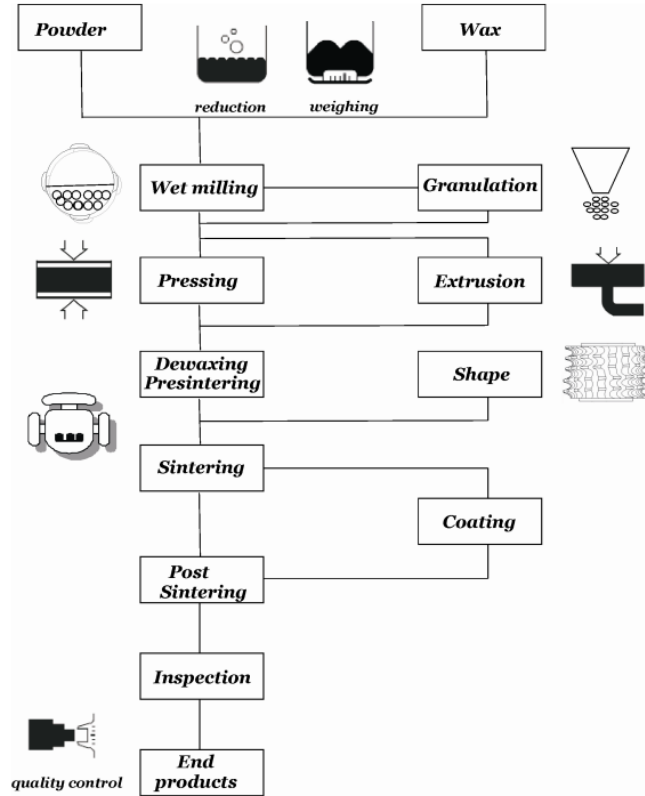 Powder
Wax
reduction
weighing
Wet milling
Granulation
Pressing
Extrusion
Dewaxing
Presintering
Shape
Sintering
Coating
Post
Sintering
Inspection
End
products
quality control